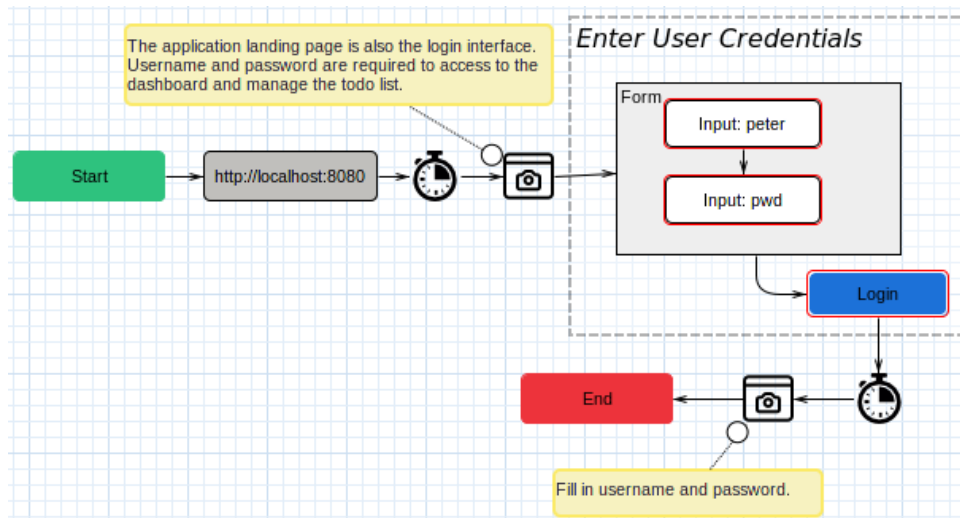 The application landing page is also the login interface.
Username and password are required to access to the
dashboard and manage the todo list.
Enter User Credentials
Form
Input: peter
Start
http://localhost:8080
Input: pwd
Login
End
Fill in username and password.